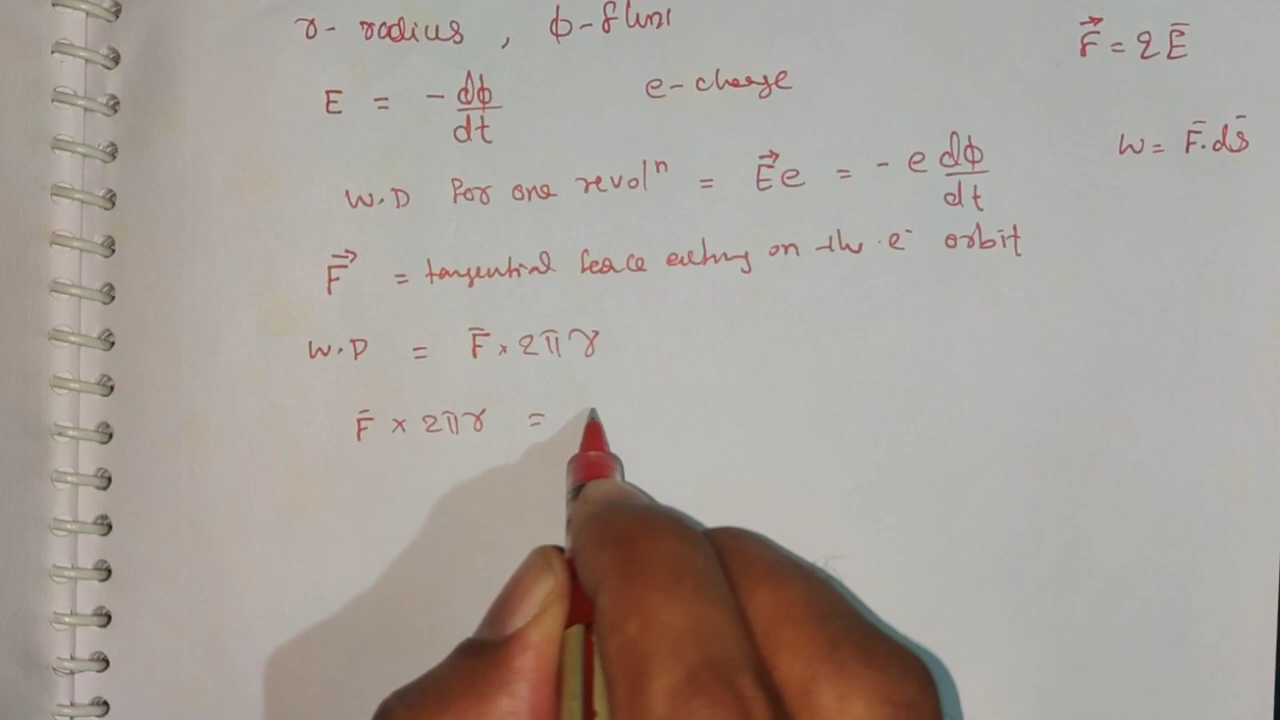 r - radius , ϕ - flux
F⃗ = q E̅
E = - dϕ/dt e - charge
W = F̅ . ds̅
W.D for one revolⁿ = E⃗e = - e dϕ/dt
F⃗ = tangential force acting on the e⁻ orbit
W.D = F̅ × 2πr
F̅ × 2πr =